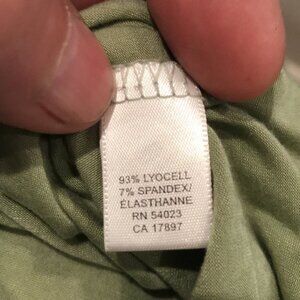 93% LYOCELL
7% SPANDEX/
ÉLASTHANNE
RN 54023
CA 17897